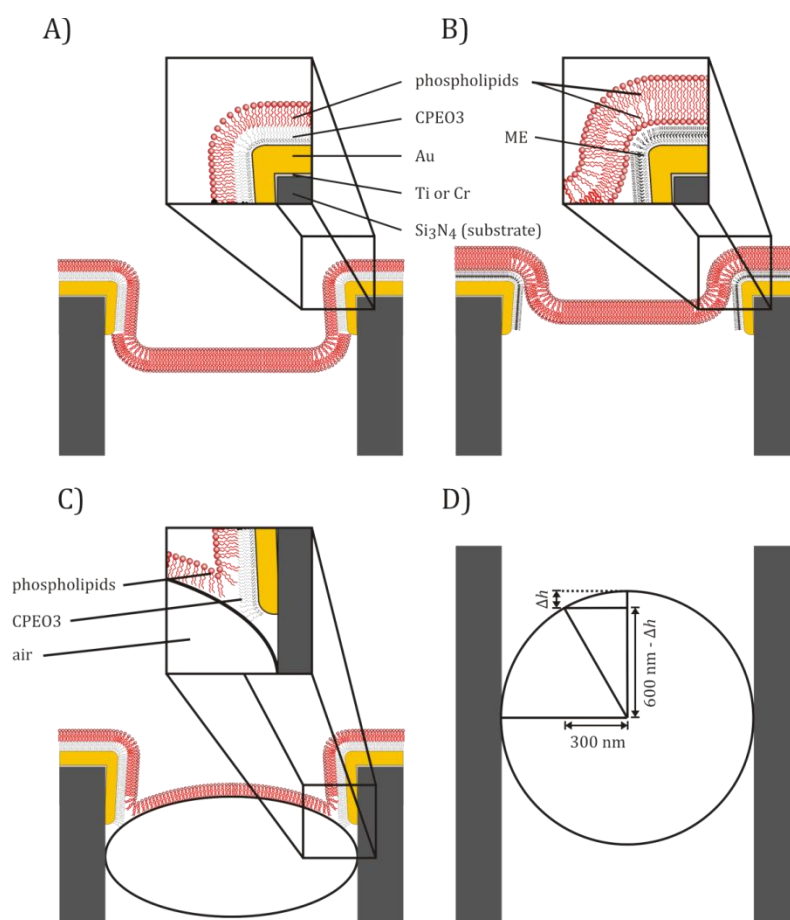 A)
B)
phospholipids
CPEO3
ME
Au
Ti or Cr
Si3N4 (substrate)
C)
D)
phospholipids
CPEO3
air
Δh
600 nm - Δh
300 nm